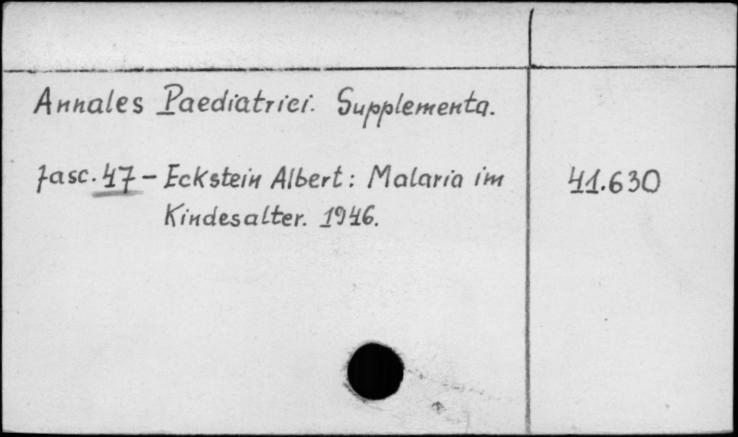 Annales Paediatrici. Supplementa.
fasc. 47 - Eckstein Albert: Malaria im
Kindesalter. 1946.
41.630